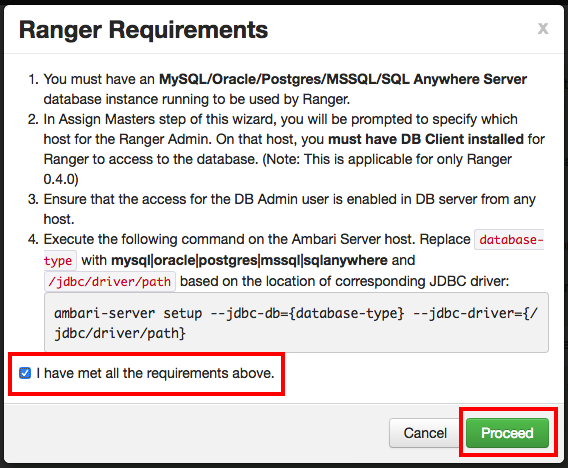 Ranger Requirements
x
1. You must have an MySQL/Oracle/Postgres/MSSQL/SQL Anywhere Server
database instance running to be used by Ranger.
2. In Assign Masters step of this wizard, you will be prompted to specify which
host for the Ranger Admin. On that host, you must have DB Client installed for
Ranger to access to the database. (Note: This is applicable for only Ranger
0.4.0)
3. Ensure that the access for the DB Admin user is enabled in DB server from any
host.
4. Execute the following command on the Ambari Server host. Replace database-
type with mysql|oracle|postgres|mssql|sqlanywhere and
/jdbc/driver/path based on the location of corresponding JDBC driver:
ambari-server setup --jdbc-db={database-type} --jdbc-driver={/
jdbc/driver/path}
I have met all the requirements above.
Cancel Proceed